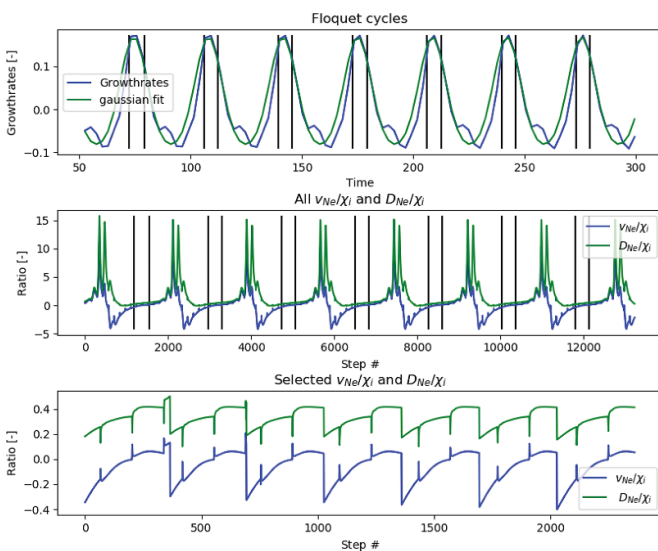 Floquet cycles
Growthrates [-]
0.1
0.0
−0.1
Growthrates
gaussian fit
50 100 150 200 250 300
Time
All v_Ne/χ_i and D_Ne/χ_i
Ratio [-]
15
10
5
0
−5
v_Ne/χ_i
D_Ne/χ_i
0 2000 4000 6000 8000 10000 12000
Step #
Selected v_Ne/χ_i and D_Ne/χ_i
Ratio [-]
0.4
0.2
0.0
−0.2
−0.4
v_Ne/χ_i
D_Ne/χ_i
0 500 1000 1500 2000
Step #